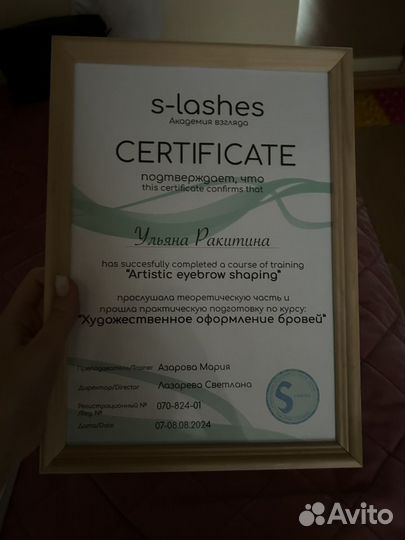 s-lashes
Академия взгляда
CERTIFICATE
подтверждает, что
this certificate confirms that
Ульяна Ракитина
has succesfully completed a course of training
"Artistic eyebrow shaping"
прослушала теоретическую часть и
прошла практическую подготовку по курсу:
"Художественное оформление бровей"
Преподаватель/Trainer Азарова Мария
Директор/Director Лазарева Светлана
Регистрационный № 070-824-01
/Reg №
Дата/Date 07-08.08.2024
S
Avito